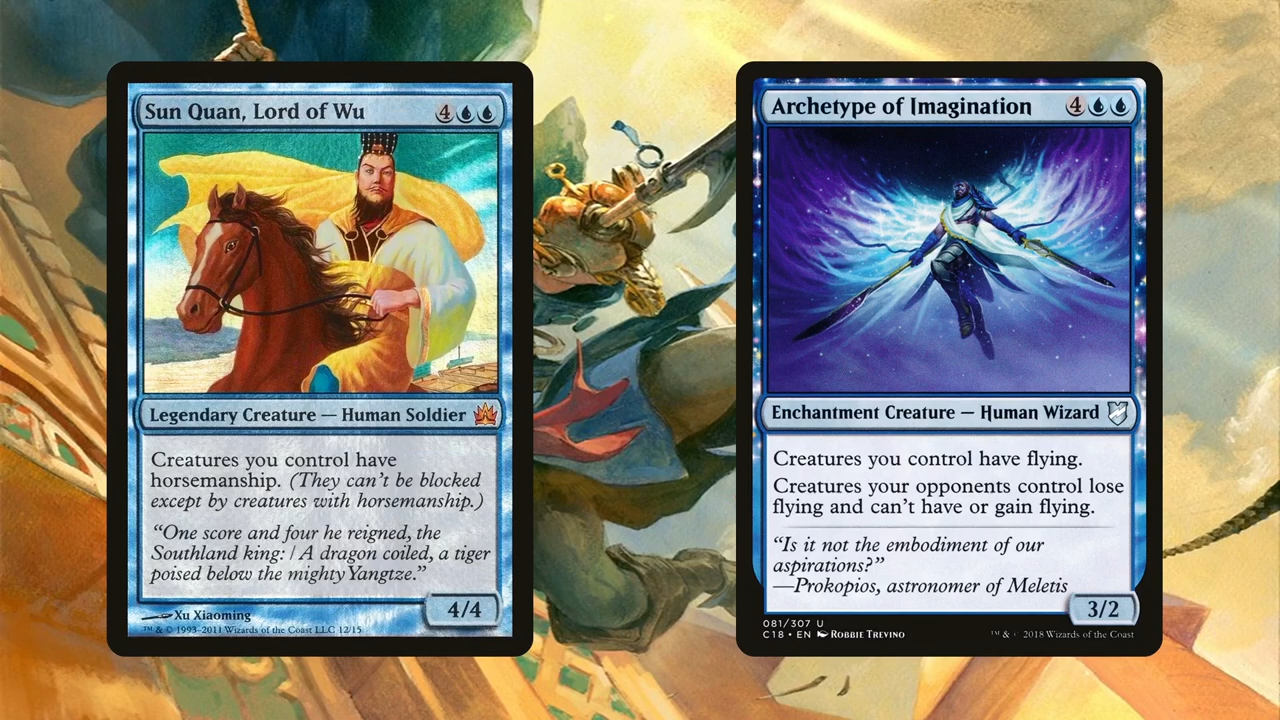 Sun Quan, Lord of Wu 4
Legendary Creature — Human Soldier
Creatures you control have
horsemanship. (They can't be blocked
except by creatures with horsemanship.)
“One score and four he reigned, the
Southland king: | A dragon coiled, a tiger
poised below the mighty Yangtze.”
4/4
Xu Xiaoming
™ & © 1993–2011 Wizards of the Coast LLC 12/15
Archetype of Imagination 4
Enchantment Creature — Human Wizard
Creatures you control have flying.
Creatures your opponents control lose
flying and can't have or gain flying.
“Is it not the embodiment of our
aspirations?”
—Prokopios, astronomer of Meletis
3/2
081/307 U
C18 • EN Robbie Trevino
™ & © 2018 Wizards of the Coast